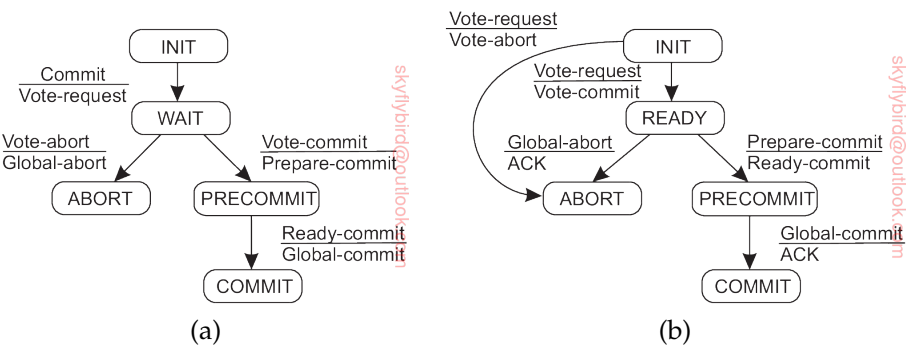 INIT
Commit
Vote-request
WAIT
Vote-abort
Global-abort
Vote-commit
Prepare-commit
ABORT
PRECOMMIT
Ready-commit
Global-commit
COMMIT
(a)
skyflybird@outlook.com
Vote-request
Vote-abort
INIT
Vote-request
Vote-commit
READY
Global-abort
ACK
Prepare-commit
Ready-commit
ABORT
PRECOMMIT
Global-commit
ACK
COMMIT
(b)
skyflybird@outlook.com